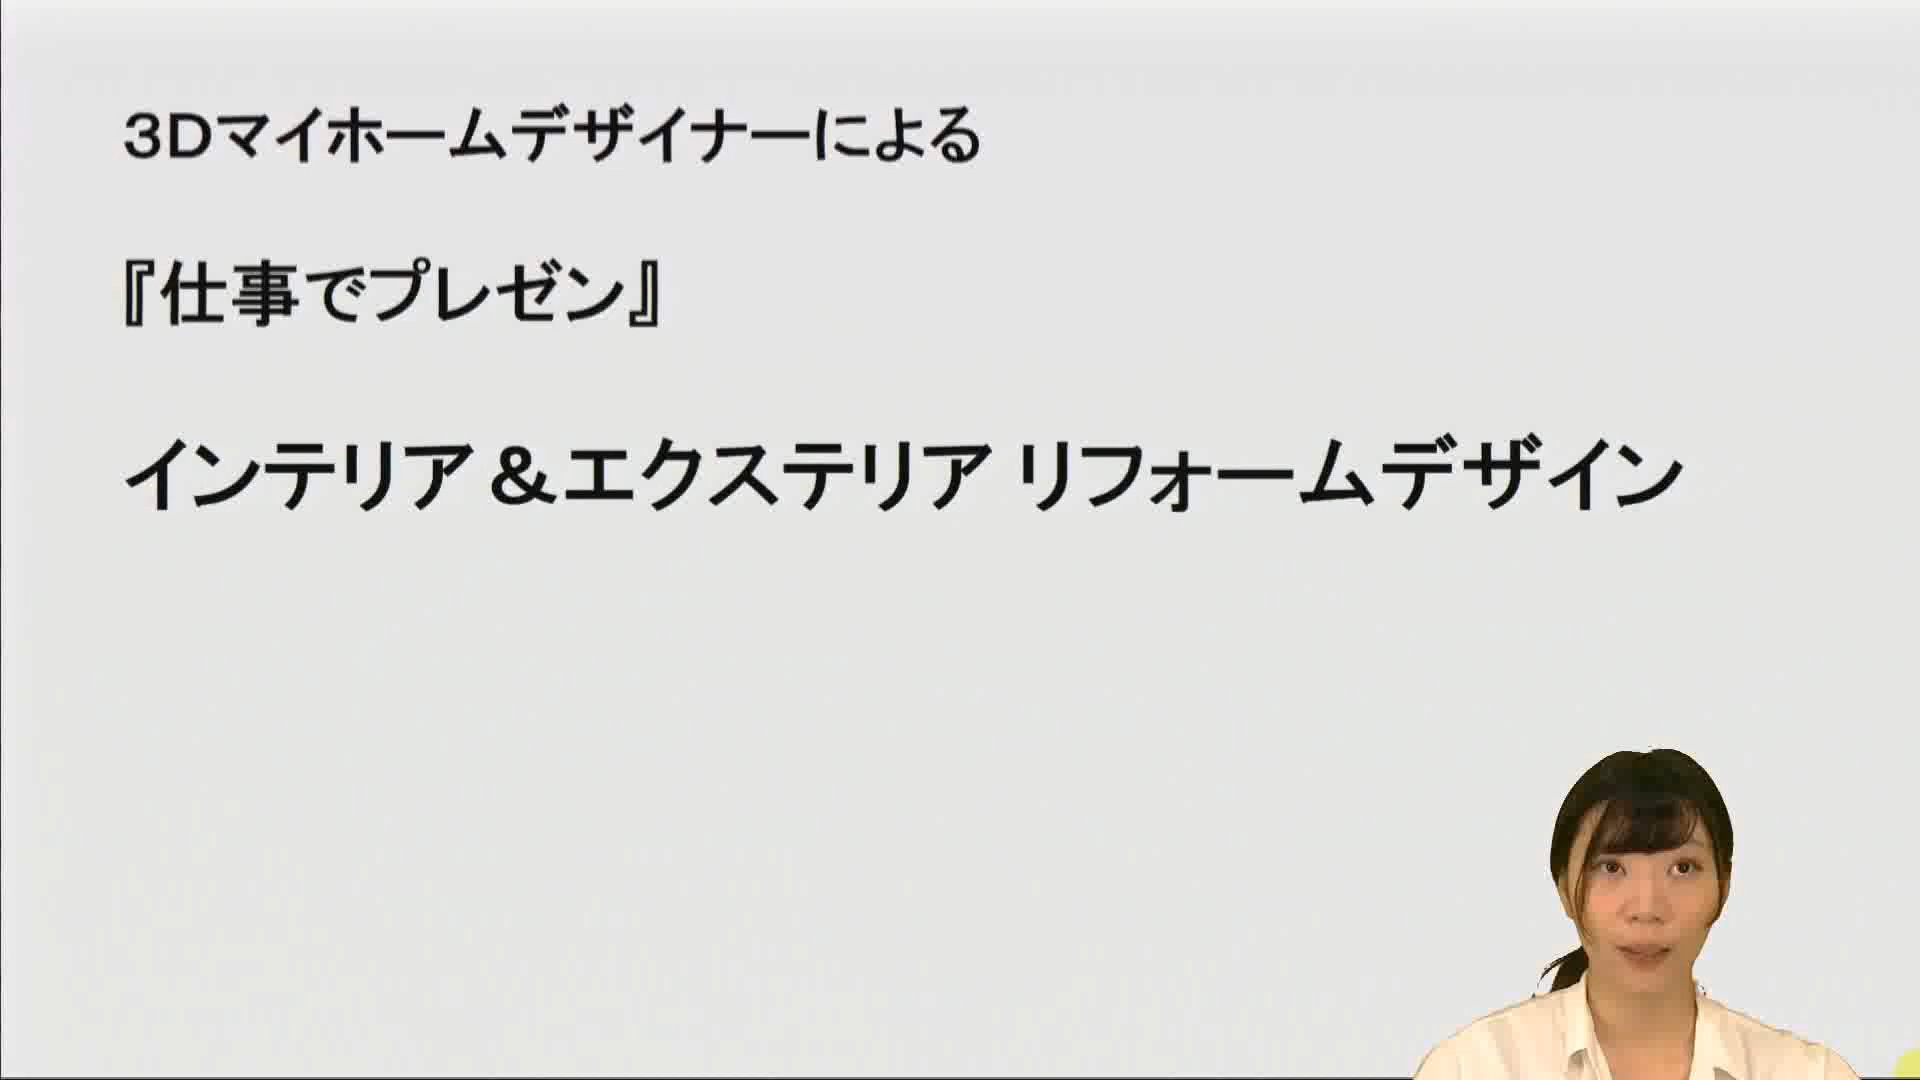 ３Dマイホームデザイナーによる
『仕事でプレゼン』
インテリア＆エクステリア リフォームデザイン